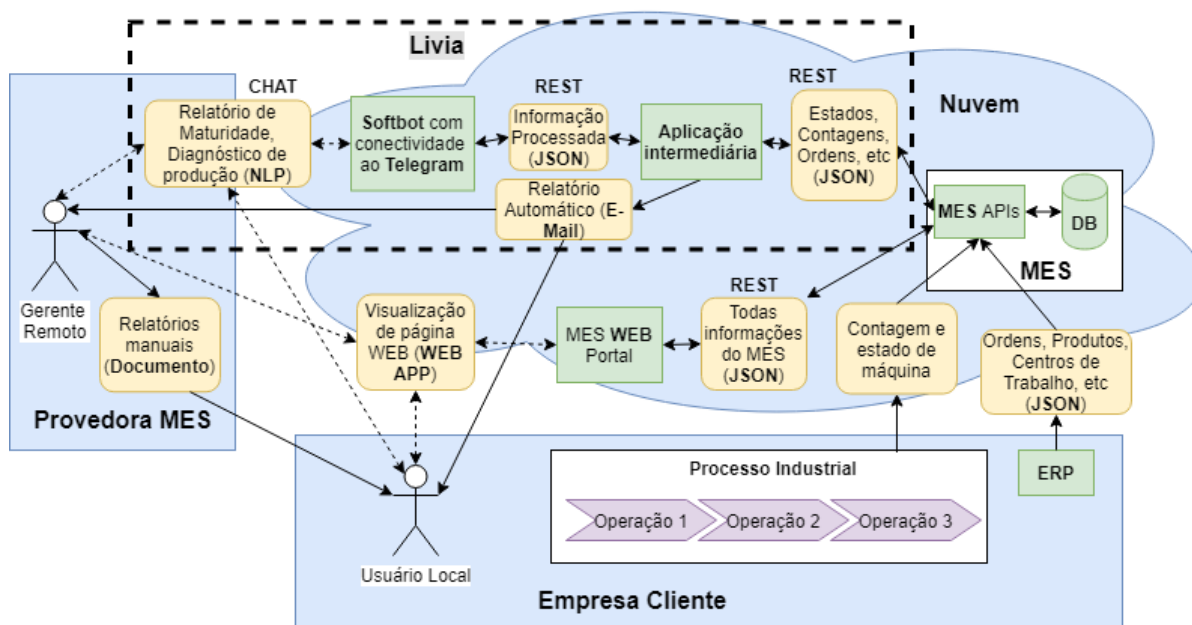 Livia
CHAT
REST
REST
Nuvem
Relatório de
Maturidade,
Diagnóstico de
produção (NLP)
Softbot com
conectividade
ao Telegram
Informação
Processada
(JSON)
Aplicação
intermediária
Estados,
Contagens,
Ordens, etc
(JSON)
Relatório
Automático (E-
Mail)
MES APIs
DB
MES
Gerente
Remoto
Relatórios
manuais
(Documento)
Provedora MES
Visualização
de página
WEB (WEB
APP)
MES WEB
Portal
REST
Todas
informações
do MES
(JSON)
Contagem e
estado de
máquina
Ordens, Produtos,
Centros de
Trabalho, etc
(JSON)
ERP
Processo Industrial
Operação 1
Operação 2
Operação 3
Usuário Local
Empresa Cliente